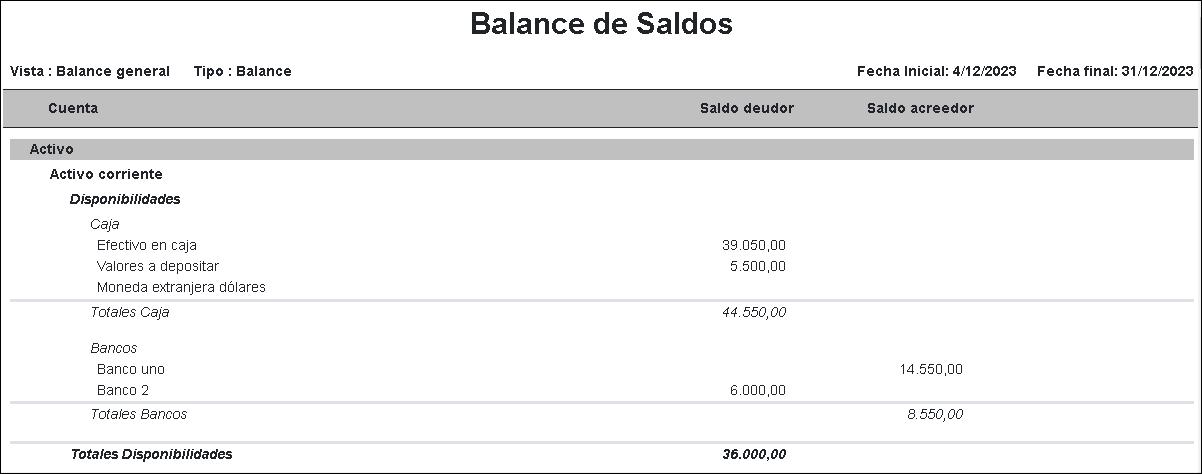 Balance de Saldos
Vista : Balance general Tipo : Balance Fecha Inicial: 4/12/2023 Fecha final: 31/12/2023
Cuenta Saldo deudor Saldo acreedor
Activo
Activo corriente
Disponibilidades
Caja
Efectivo en caja 39.050,00
Valores a depositar 5.500,00
Moneda extranjera dólares
Totales Caja 44.550,00
Bancos
Banco uno 14.550,00
Banco 2 6.000,00
Totales Bancos 8.550,00
Totales Disponibilidades 36.000,00